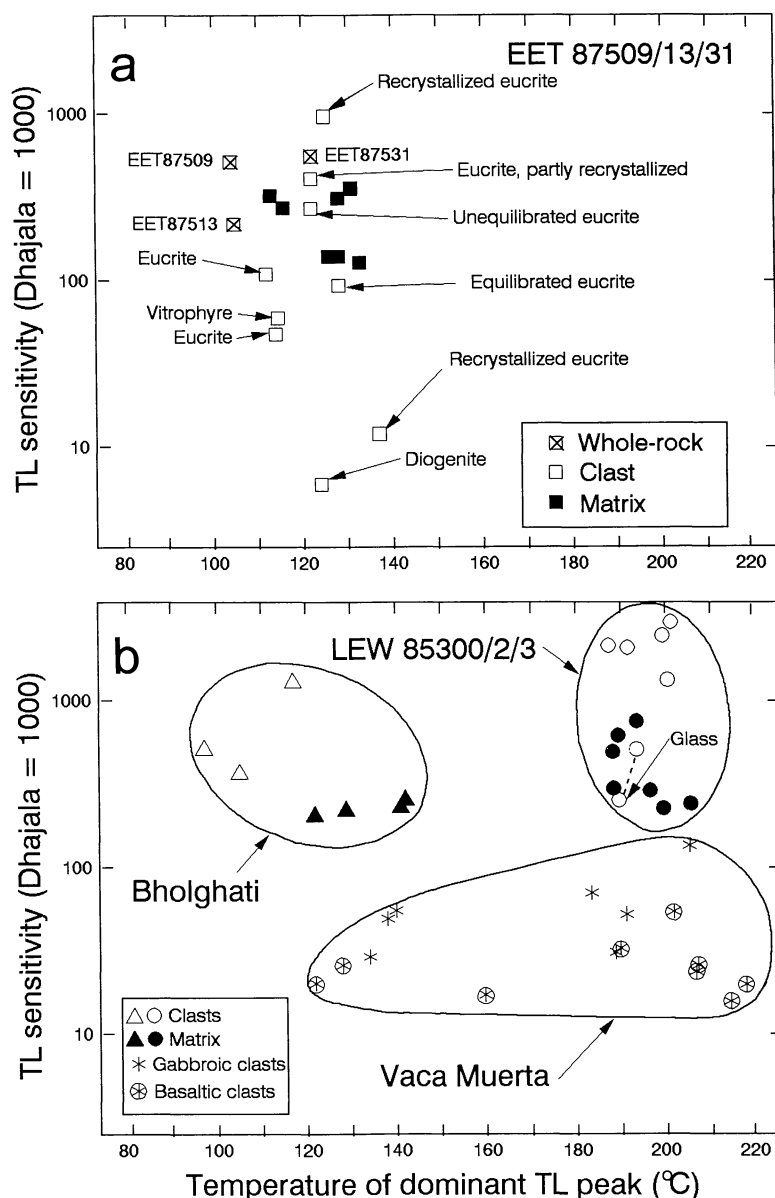 a
EET 87509/13/31
TL sensitivity (Dhajala = 1000)
1000
100
10
Recrystallized eucrite
EET87509
EET87531
Eucrite, partly recrystallized
Unequilibrated eucrite
EET87513
Eucrite
Equilibrated eucrite
Vitrophyre
Eucrite
Recrystallized eucrite
Diogenite
Whole-rock
Clast
Matrix
80 100 120 140 160 180 200 220
b
LEW 85300/2/3
TL sensitivity (Dhajala = 1000)
1000
100
10
Glass
Bholghati
Vaca Muerta
Clasts
Matrix
Gabbroic clasts
Basaltic clasts
80 100 120 140 160 180 200 220
Temperature of dominant TL peak (°C)